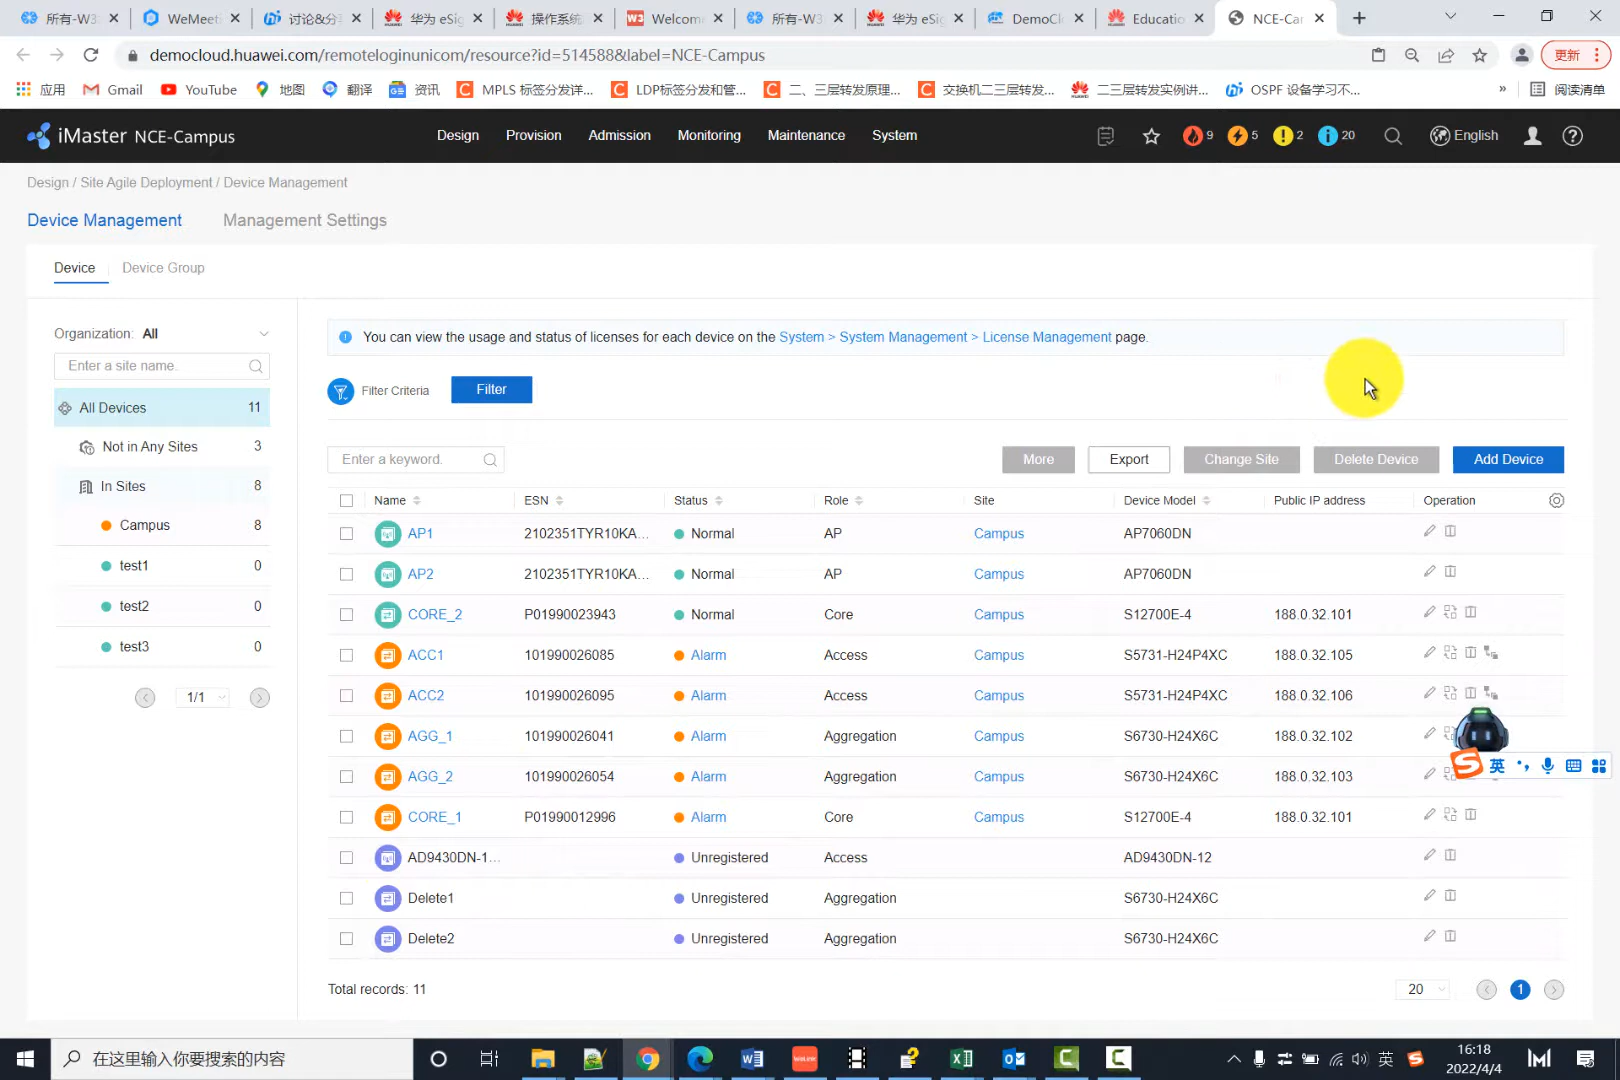 所有-W3
WeMeeti
讨论&分
华为 eSig
操作系统
Welcome
所有-W3
华为 eSig
DemoClo
Educatio
NCE-Car
democloud.huawei.com/remoteloginunicom/resource?id=514588&label=NCE-Campus
更新
应用
Gmail
YouTube
地图
翻译
资讯
MPLS 标签分发详...
LDP标签分发和管...
二、三层转发原理...
交换机二三层转发...
二三层转发实例讲...
OSPF 设备学习不...
»
阅读清单
iMaster NCE-Campus
Design
Provision
Admission
Monitoring
Maintenance
System
9
5
2
20
English
Design / Site Agile Deployment / Device Management
Device Management
Management Settings
Device
Device Group
Organization: All
Enter a site name.
All Devices 11
Not in Any Sites 3
In Sites 8
Campus 8
test1 0
test2 0
test3 0
1/1
You can view the usage and status of licenses for each device on the System > System Management > License Management page.
Filter Criteria
Filter
Enter a keyword.
More
Export
Change Site
Delete Device
Add Device
Name ESN Status Role Site Device Model Public IP address Operation
AP1 2102351TYR10KA... Normal AP Campus AP7060DN
AP2 2102351TYR10KA... Normal AP Campus AP7060DN
CORE_2 P01990023943 Normal Core Campus S12700E-4 188.0.32.101
ACC1 101990026085 Alarm Access Campus S5731-H24P4XC 188.0.32.105
ACC2 101990026095 Alarm Access Campus S5731-H24P4XC 188.0.32.106
AGG_1 101990026041 Alarm Aggregation Campus S6730-H24X6C 188.0.32.102
AGG_2 101990026054 Alarm Aggregation Campus S6730-H24X6C 188.0.32.103
CORE_1 P01990012996 Alarm Core Campus S12700E-4 188.0.32.101
AD9430DN-1... Unregistered Access AD9430DN-12
Delete1 Unregistered Aggregation S6730-H24X6C
Delete2 Unregistered Aggregation S6730-H24X6C
英
Total records: 11
20
1
在这里输入你要搜索的内容
英
16:18
2022/4/4